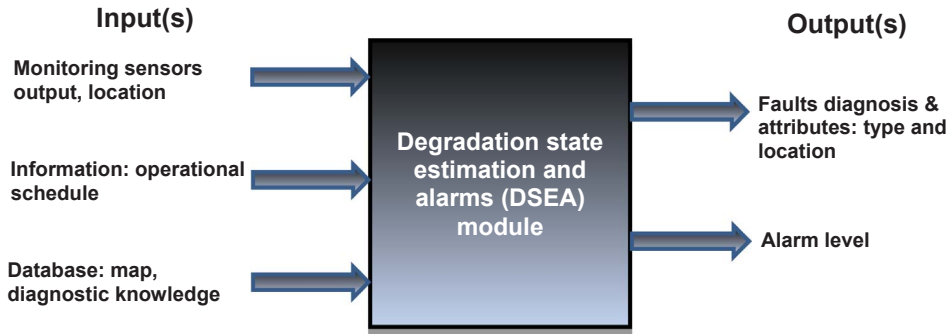 Input(s)
Monitoring sensors
output, location
Information: operational
schedule
Database: map,
diagnostic knowledge
Degradation state
estimation and
alarms (DSEA)
module
Output(s)
Faults diagnosis &
attributes: type and
location
Alarm level